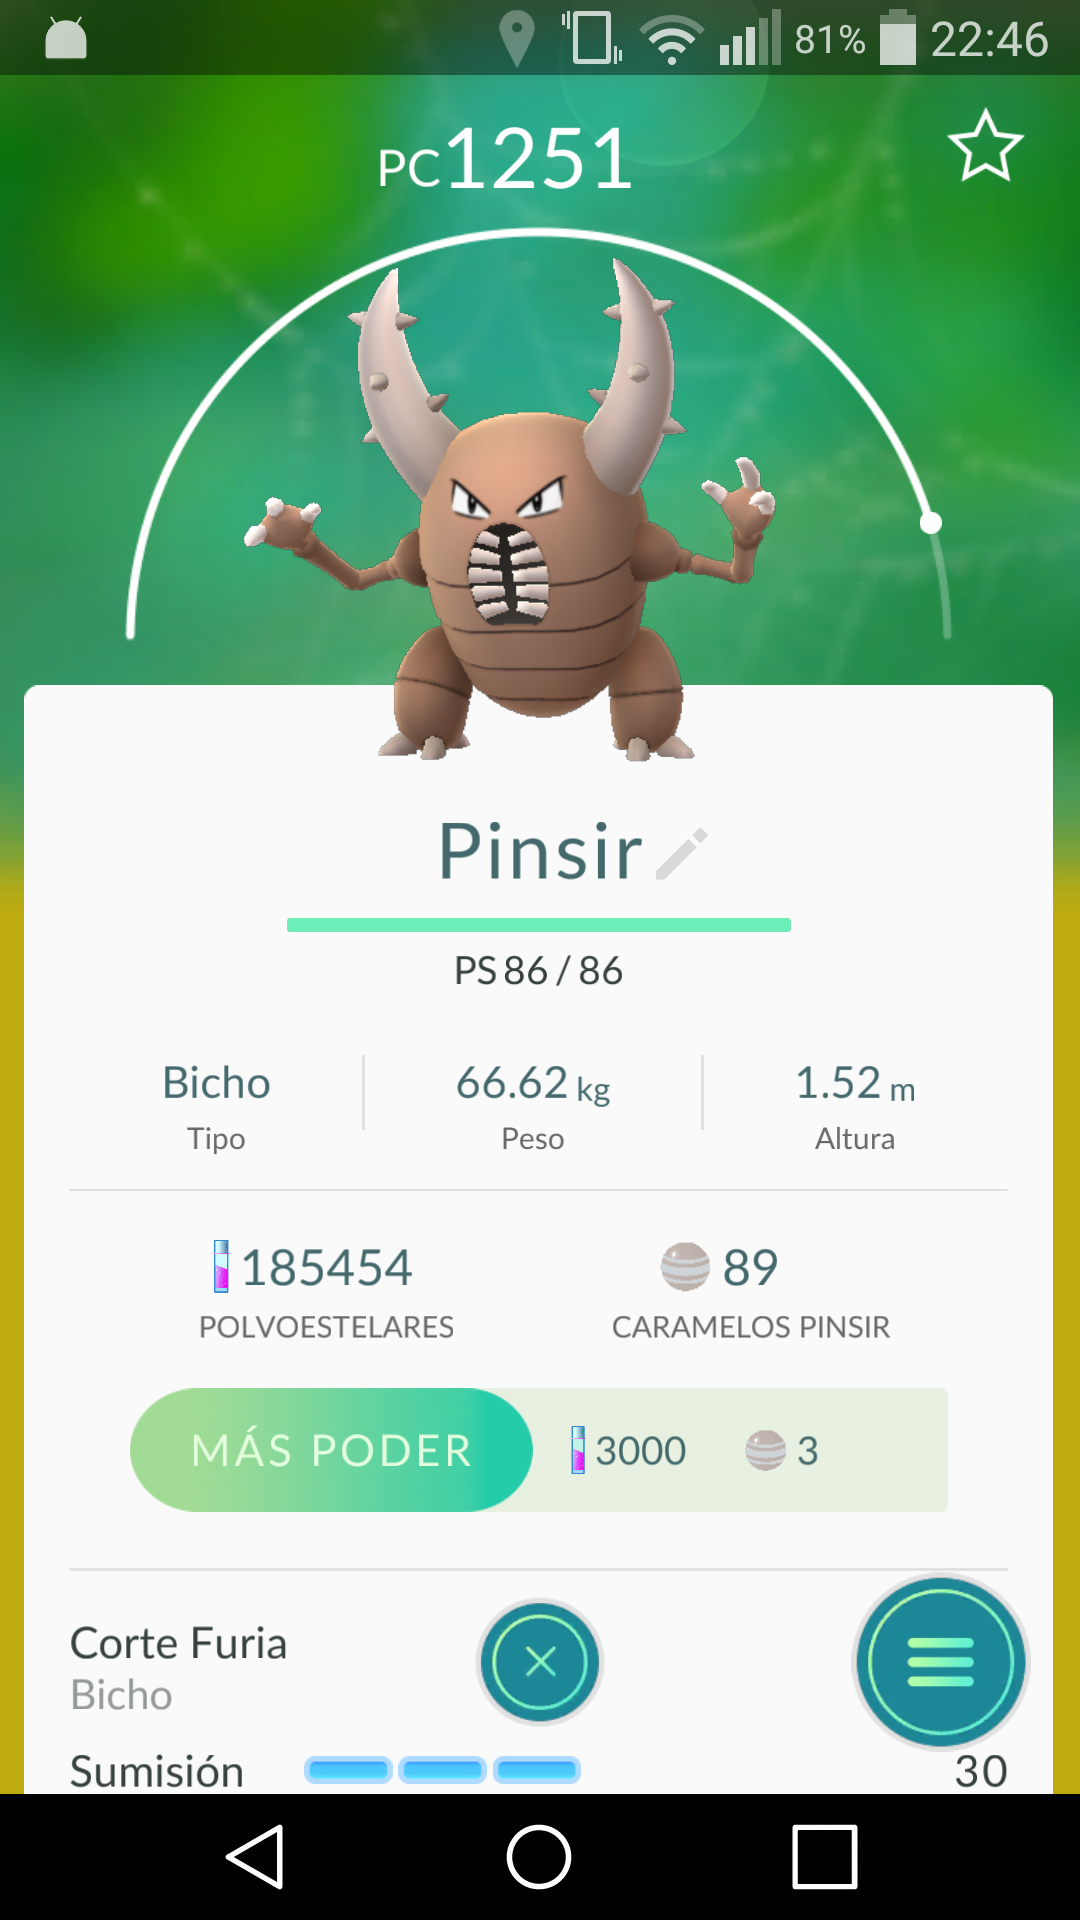 81% 22:46
PC1251
Pinsir
PS 86 / 86
Bicho 66.62 kg 1.52 m
Tipo Peso Altura
185454 89
POLVOESTELARES CARAMELOS PINSIR
MÁS PODER 3000 3
Corte Furia
Bicho
Sumisión 30